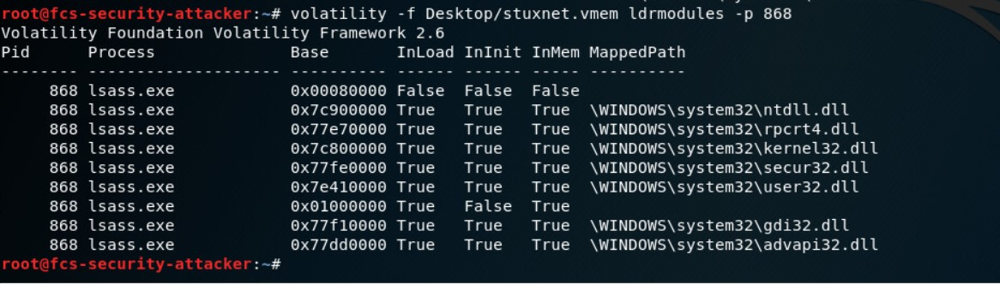 root@fcs-security-attacker:~# volatility -f Desktop/stuxnet.vmem ldrmodules -p 868
Volatility Foundation Volatility Framework 2.6
Pid      Process              Base       InLoad InInit InMem MappedPath
-------- -------------------- ---------- ------ ------ ----- ----------
     868 lsass.exe            0x00080000 False  False  False
     868 lsass.exe            0x7c900000 True   True   True  \WINDOWS\system32\ntdll.dll
     868 lsass.exe            0x77e70000 True   True   True  \WINDOWS\system32\rpcrt4.dll
     868 lsass.exe            0x7c800000 True   True   True  \WINDOWS\system32\kernel32.dll
     868 lsass.exe            0x77fe0000 True   True   True  \WINDOWS\system32\secur32.dll
     868 lsass.exe            0x7e410000 True   True   True  \WINDOWS\system32\user32.dll
     868 lsass.exe            0x01000000 True   False  True
     868 lsass.exe            0x77f10000 True   True   True  \WINDOWS\system32\gdi32.dll
     868 lsass.exe            0x77dd0000 True   True   True  \WINDOWS\system32\advapi32.dll
root@fcs-security-attacker:~#